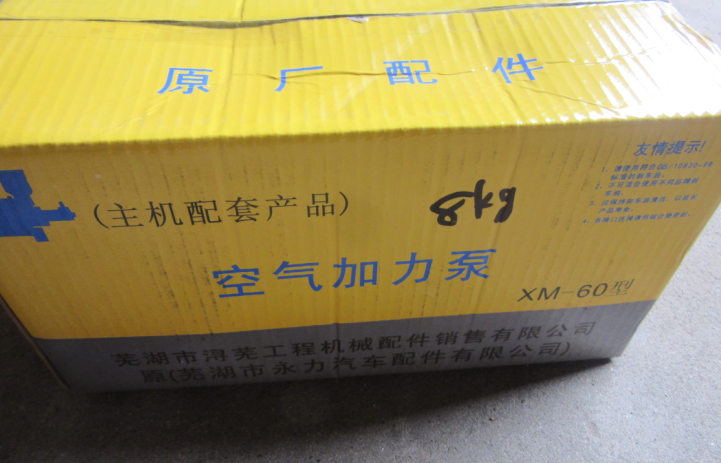 原厂配件
友情提示!
(主机配套产品)
空气加力泵
XM-60型
芜湖市浔芜工程机械配件销售有限公司
原(芜湖市永力汽车配件有限公司)